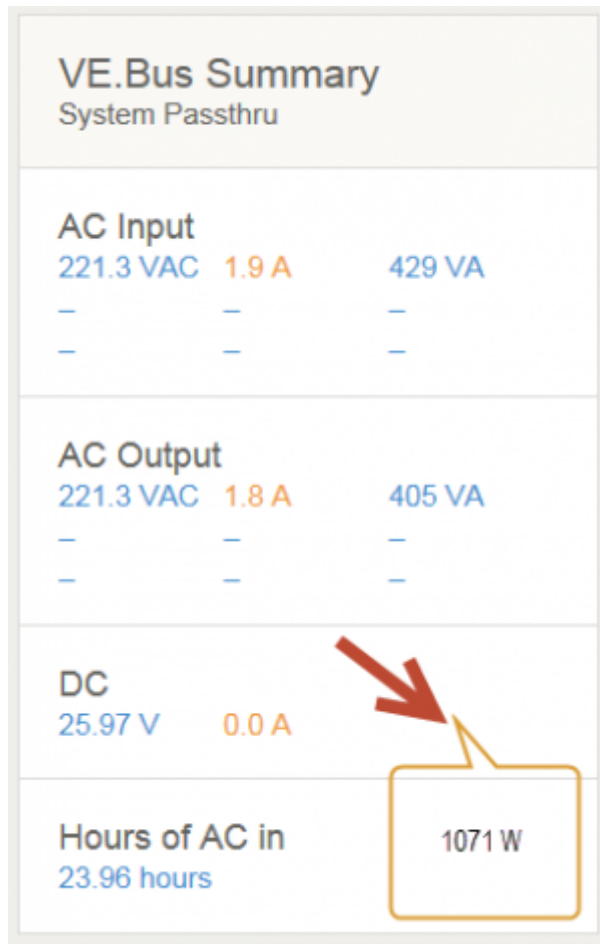 VE.Bus Summary
System Passthru
AC Input
221.3 VAC 1.9 A 429 VA
– – –
– – –
AC Output
221.3 VAC 1.8 A 405 VA
– – –
– – –
DC
25.97 V 0.0 A
Hours of AC in 1071 W
23.96 hours